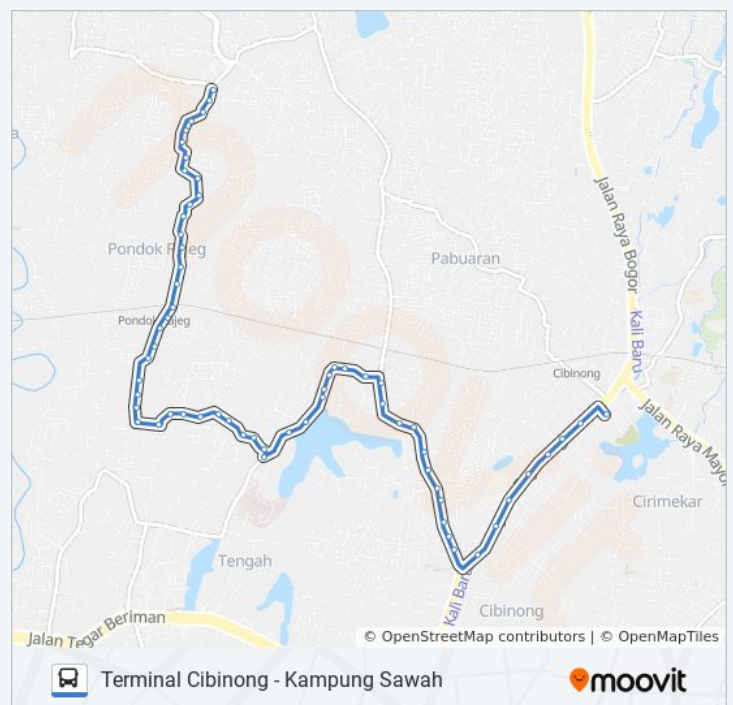 a
Pondok Rajeg
Pabuaran
Jalan Raya Bogor
Kali Baru
Pondok Rajeg
Cibinong
Jalan Raya Mayor
Cirimekar
Tengah
Kali Baru
Cibinong
Jalan Tegar Beriman
© OpenStreetMap contributors | © OpenMapTiles
Terminal Cibinong - Kampung Sawah
moovit